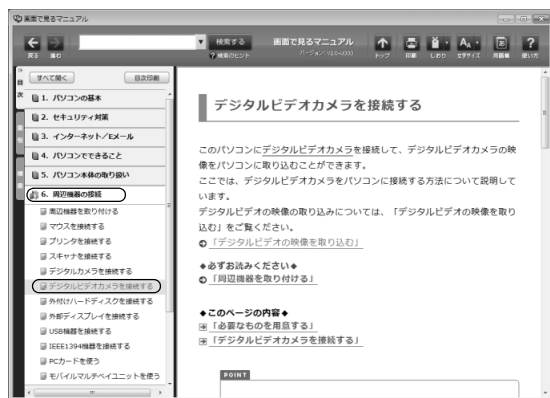 画面で見るマニュアル
戻る 進む
検索する
検索のヒント
画面で見るマニュアル
トップ 印刷 しおり 文字サイズ 用語集 使い方
目次
すべて開く 目次印刷
1. パソコンの基本
2. セキュリティ対策
3. インターネット／Eメール
4. パソコンでできること
5. パソコン本体の取り扱い
6. 周辺機器の接続
周辺機器を取り付ける
マウスを接続する
プリンタを接続する
スキャナを接続する
デジタルカメラを接続する
デジタルビデオカメラを接続する
外付けハードディスクを接続する
外部ディスプレイを接続する
USB機器を接続する
IEEE1394機器を接続する
PCカードを使う
モバイルマルチベイユニットを使う
デジタルビデオカメラを接続する
このパソコンにデジタルビデオカメラを接続して、デジタルビデオカメラの映
像をパソコンに取り込むことができます。
ここでは、デジタルビデオカメラをパソコンに接続する方法について説明して
います。
デジタルビデオの映像の取り込みについては、「デジタルビデオの映像を取り
込む」をご覧ください。
「デジタルビデオの映像を取り込む」
◆必ずお読みください◆
「周辺機器を取り付ける」
◆このページの内容◆
「必要なものを用意する」
「デジタルビデオカメラを接続する」
POINT